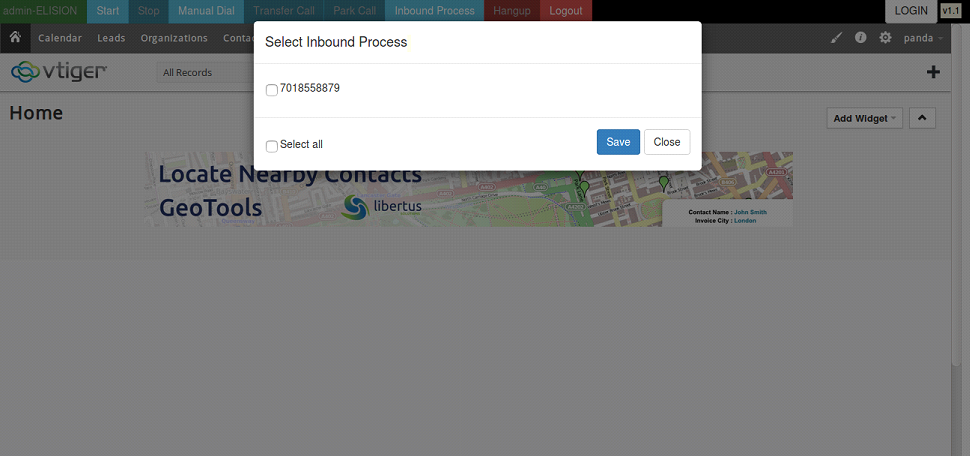 admin-ELISION Start Stop Manual Dial Transfer Call Park Call Inbound Process Hangup Logout LOGIN v1.1
Calendar Leads Organizations panda
vtiger All Records
Select Inbound Process
7018558879
Select all Save Close
Home
Add Widget
Locate Nearby Contacts
GeoTools
libertus
Contact Name : John Smith
Invoice City : London